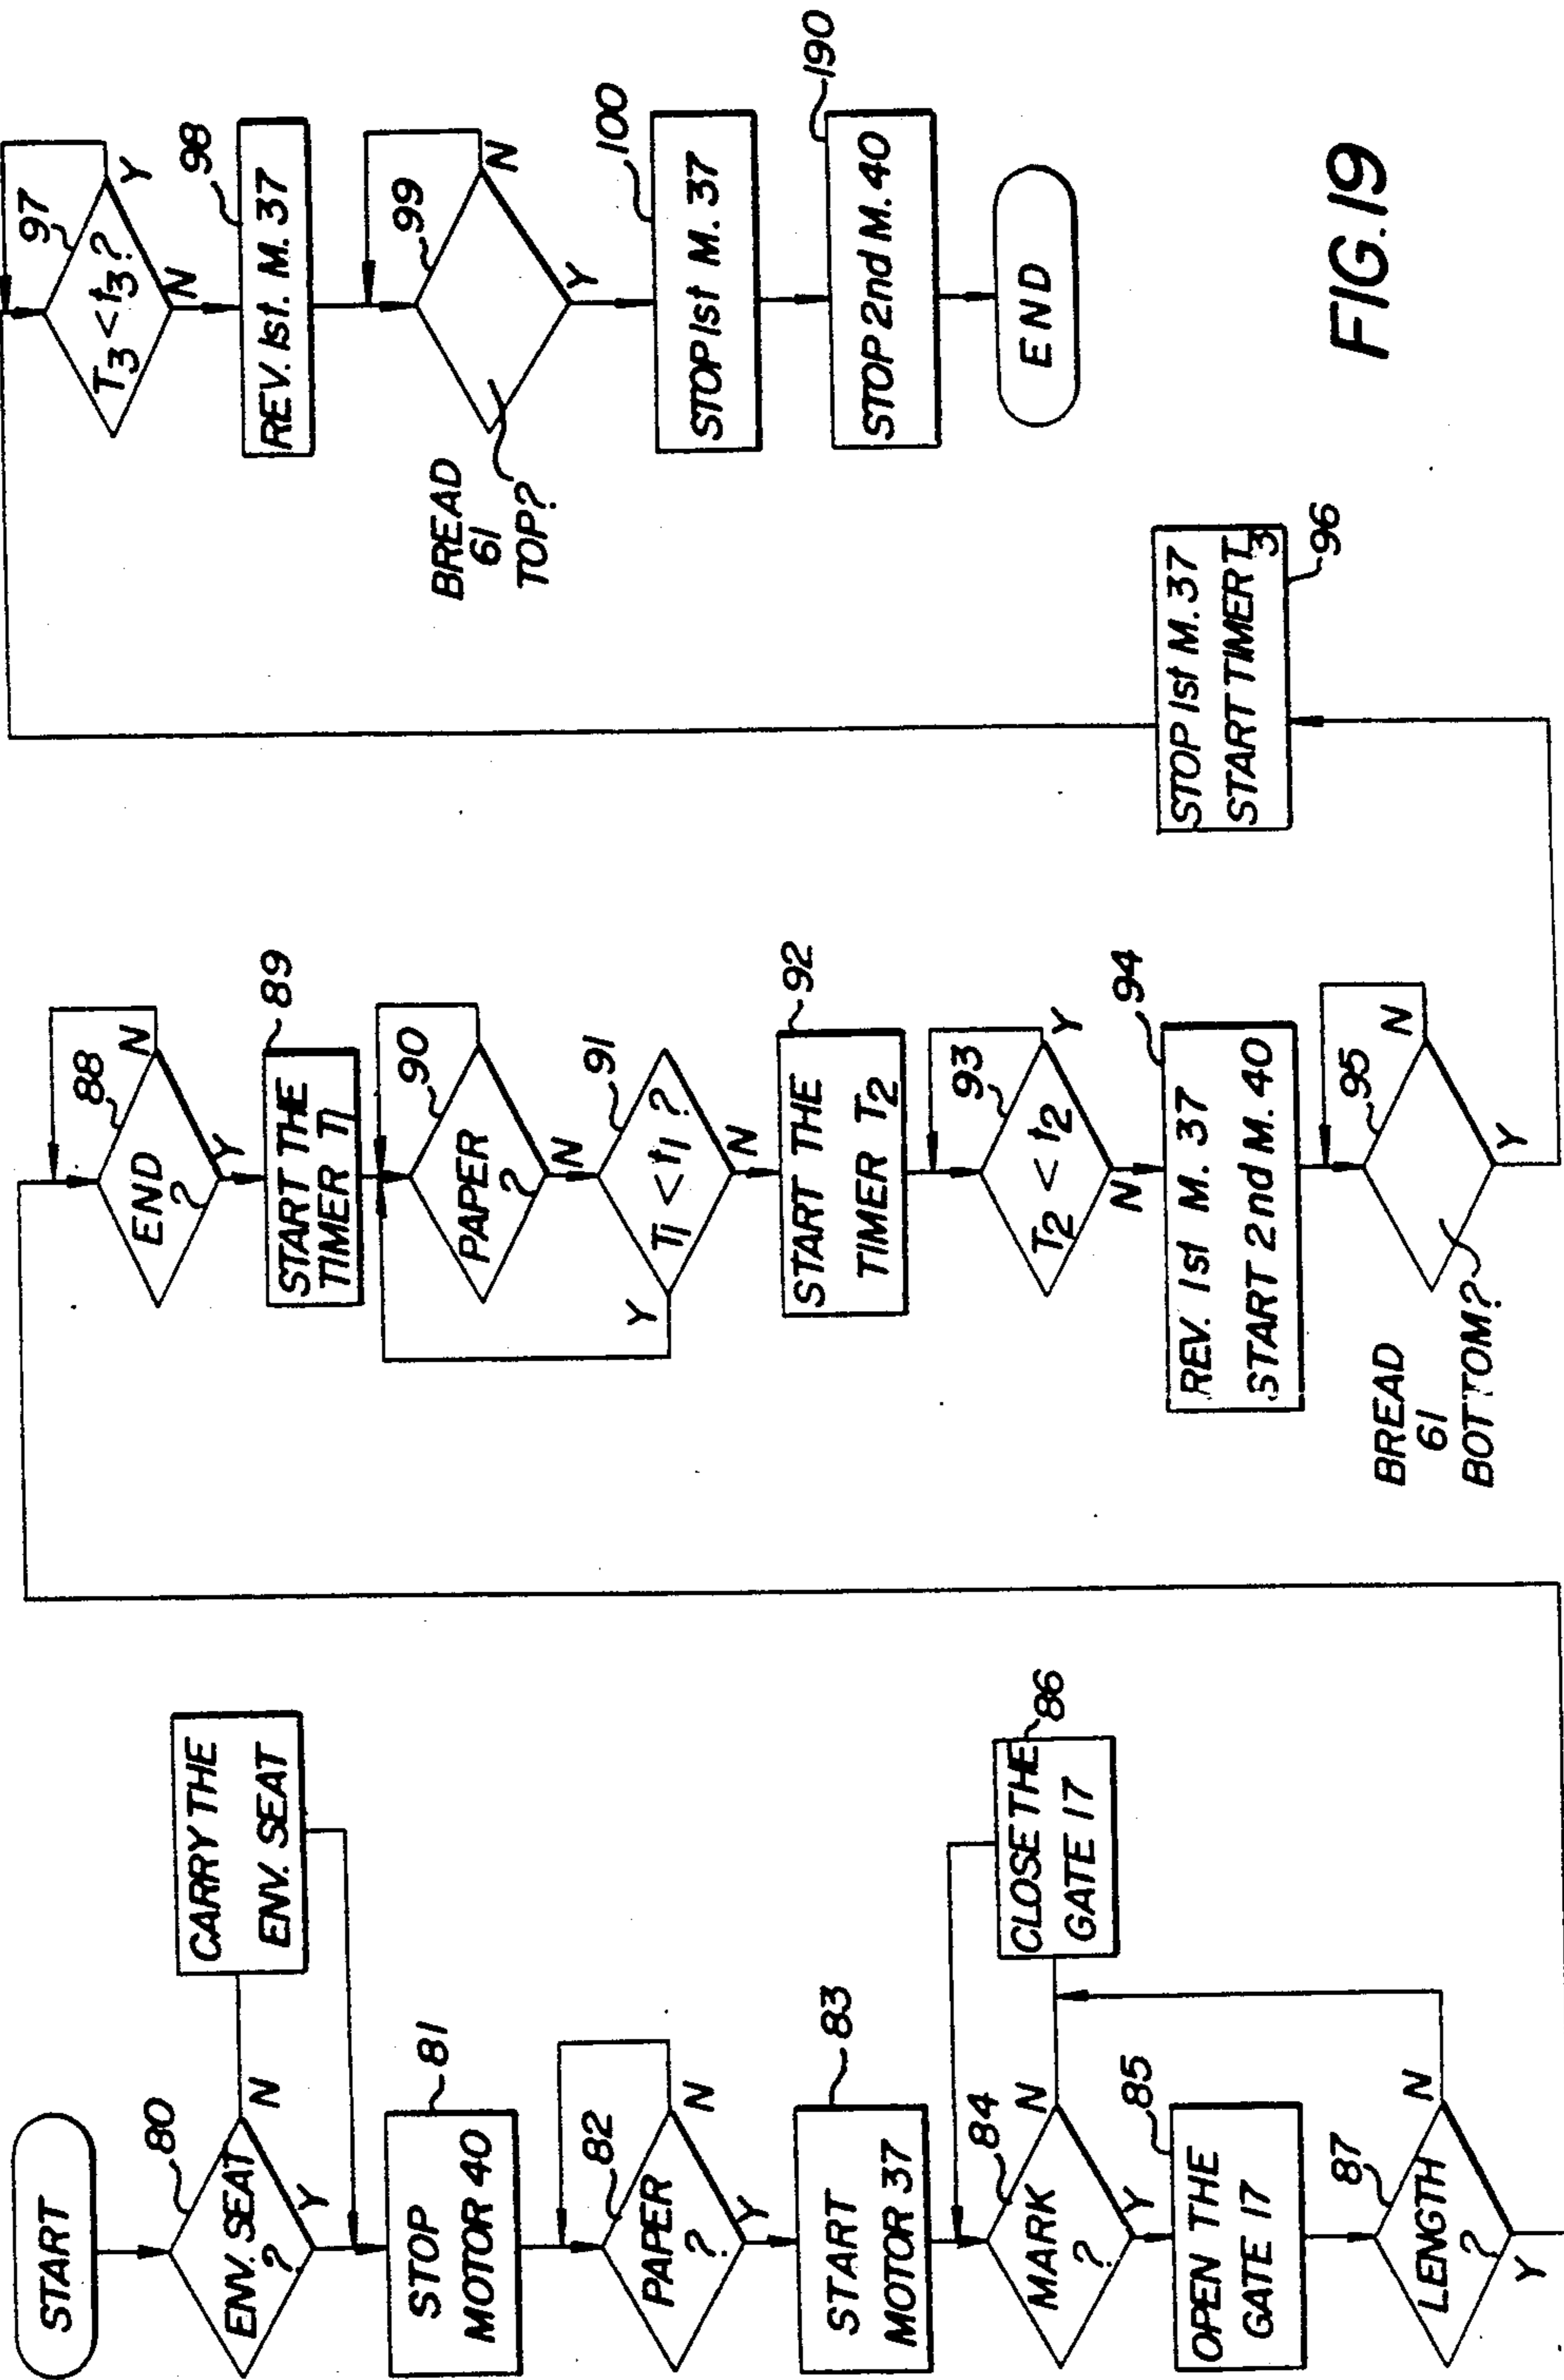 START
80
ENV. SEAT
?
N
Y
CARRY THE
ENV. SEAT
81
STOP
MOTOR 40
82
PAPER
?
N
Y
83
START
MOTOR 37
84
MARK
?
N
Y
86
CLOSE THE
GATE 17
85
OPEN THE
GATE 17
87
LENGTH
?
N
Y
88
END
?
N
Y
89
START THE
TIMER T1
90
PAPER
?
N
91
T1 < t1 ?
Y
N
92
START THE
TIMER T2
93
T2 < t2
Y
N
94
REV. 1st M. 37
START 2nd M. 40
95
N
Y
BREAD
61
BOTTOM?
STOP 1st M. 37
START TIMER T3
96
97
T3 < t3 ?
Y
N
98
REV. 1st. M. 37
99
N
Y
BREAD
61
TOP?
100
STOP 1st M. 37
190
STOP 2nd M. 40
END
FIG. 19